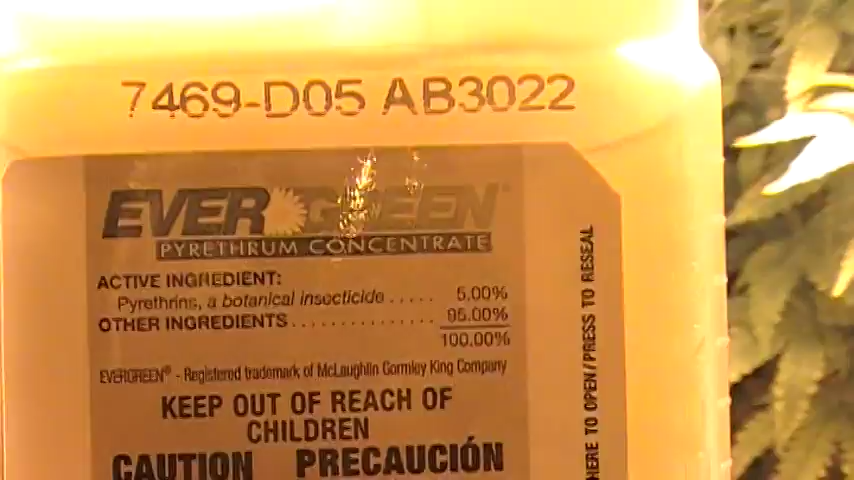 7469-D05 AB3022
EVERGREEN
PYRETHRUM CONCENTRATE
ACTIVE INGREDIENT:
Pyrethrins, a botanical insecticide ..... 5.00%
OTHER INGREDIENTS ................ 95.00%
100.00%
EVERGREEN® - Registered trademark of McLaughlin Gormley King Company
KEEP OUT OF REACH OF
CHILDREN
CAUTION PRECAUCIÓN
HERE TO OPEN/PRESS TO RESEAL